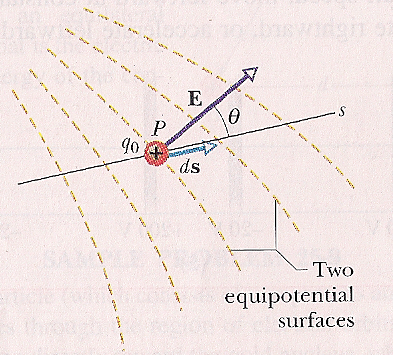 E
θ
s
P
q₀
+
ds
Two
equipotential
surfaces